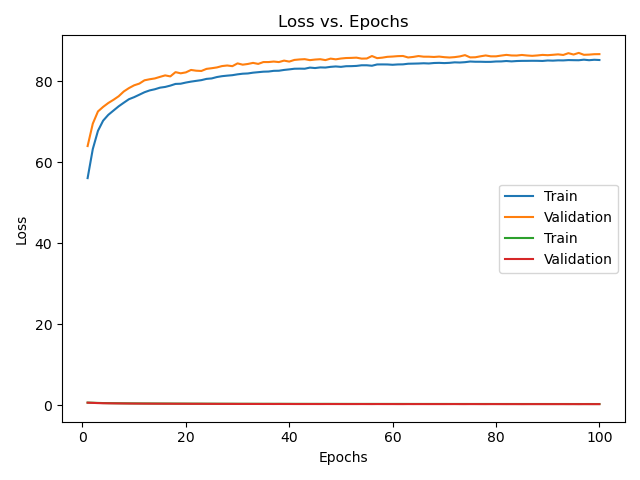 Loss vs. Epochs
Loss
80
60
40
20
0
Train
Validation
Train
Validation
0 20 40 60 80 100
Epochs